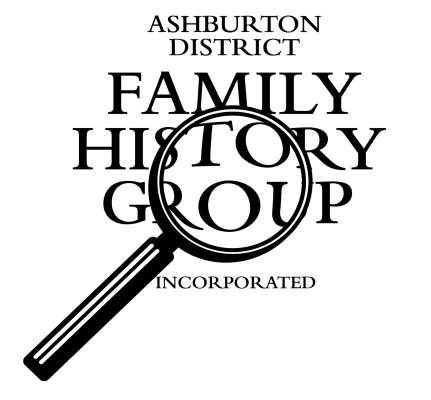 ASHBURTON
DISTRICT
FAMILY
HISTORY
GROUP
INCORPORATED